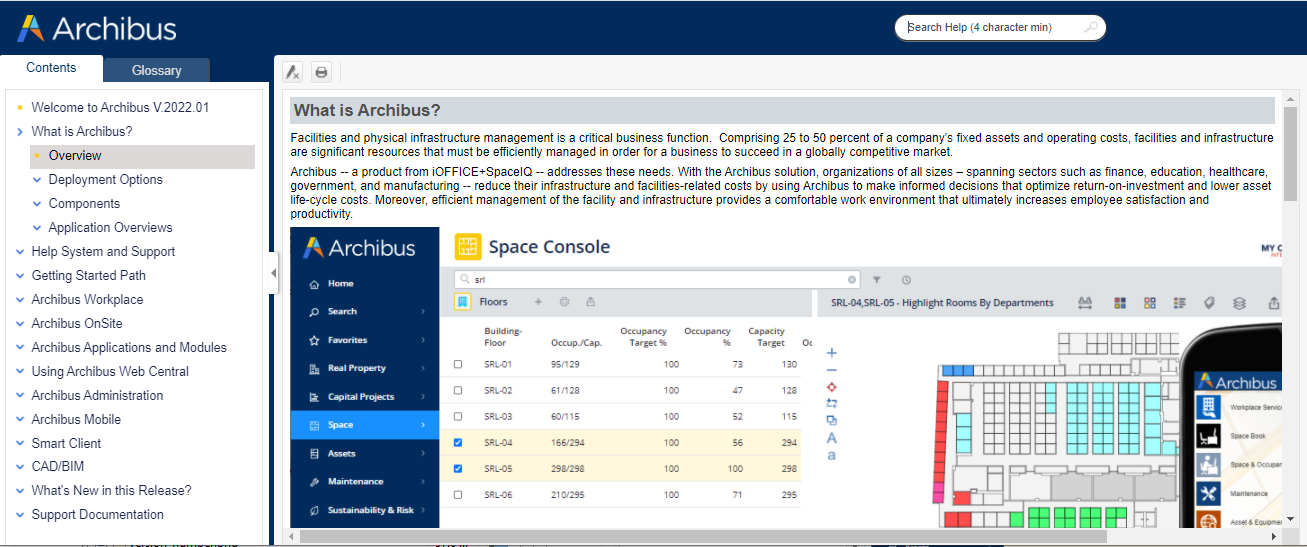 Archibus
Search Help (4 character min)
Contents
Glossary
Welcome to Archibus V.2022.01
What is Archibus?
Overview
Deployment Options
Components
Application Overviews
Help System and Support
Getting Started Path
Archibus Workplace
Archibus OnSite
Archibus Applications and Modules
Using Archibus Web Central
Archibus Administration
Archibus Mobile
Smart Client
CAD/BIM
What's New in this Release?
Support Documentation
What is Archibus?
Facilities and physical infrastructure management is a critical business function.  Comprising 25 to 50 percent of a company's fixed assets and operating costs, facilities and infrastructure
are significant resources that must be efficiently managed in order for a business to succeed in a globally competitive market.
Archibus -- a product from iOFFICE+SpaceIQ -- addresses these needs. With the Archibus solution, organizations of all sizes – spanning sectors such as finance, education, healthcare,
government, and manufacturing -- reduce their infrastructure and facilities-related costs by using Archibus to make informed decisions that optimize return-on-investment and lower asset
life-cycle costs. Moreover, efficient management of the facility and infrastructure provides a comfortable work environment that ultimately increases employee satisfaction and
productivity.
Archibus
Home
Search
Favorites
Real Property
Capital Projects
Space
Assets
Maintenance
Sustainability & Risk
Space Console
MY
srl
Floors
Building-
Floor
Occup./Cap.
Occupancy
Target %
Occupancy
%
Capacity
Target
SRL-01 95/129 100 73 130
SRL-02 61/128 100 47 128
SRL-03 60/115 100 52 115
SRL-04 166/294 100 56 294
SRL-05 298/298 100 100 298
SRL-06 210/295 100 71 295
SRL-04,SRL-05 - Highlight Rooms By Departments
A
a
Archibus
Workplace Servic
Space Book
Space & Occupan
Maintenance
Asset & Equipme